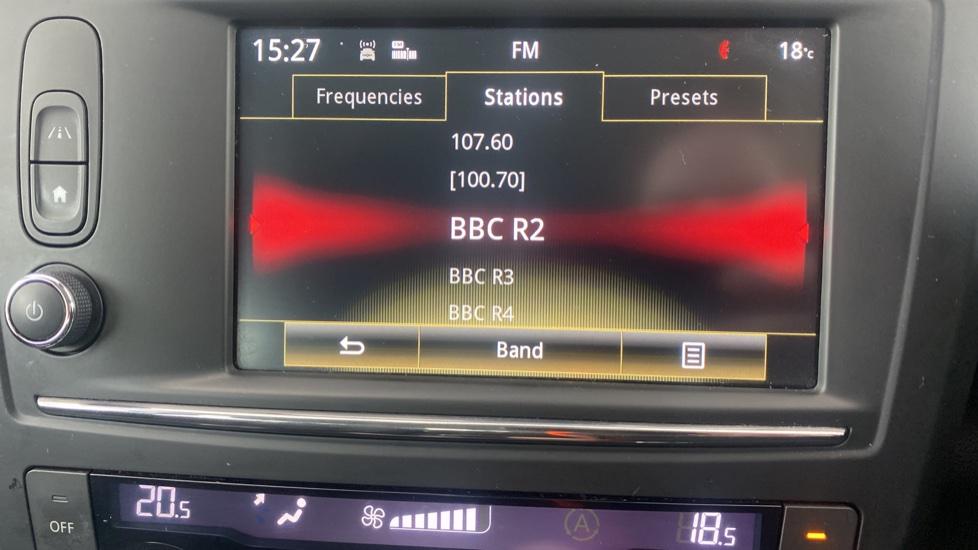 15:27 FM 18°c
Frequencies Stations Presets
107.60
[100.70]
BBC R2
BBC R3
BBC R4
Band
20.5 A 18.5
OFF